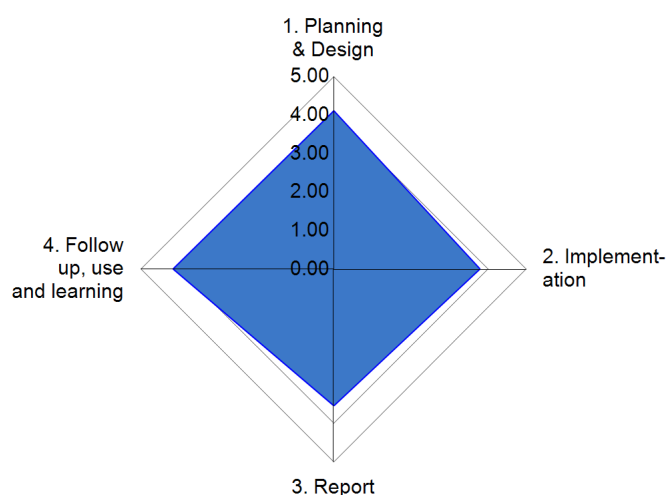 1. Planning
& Design
5.00
4.00
3.00
2.00
1.00
0.00
4. Follow
up, use
and learning
2. Implement-
ation
3. Report